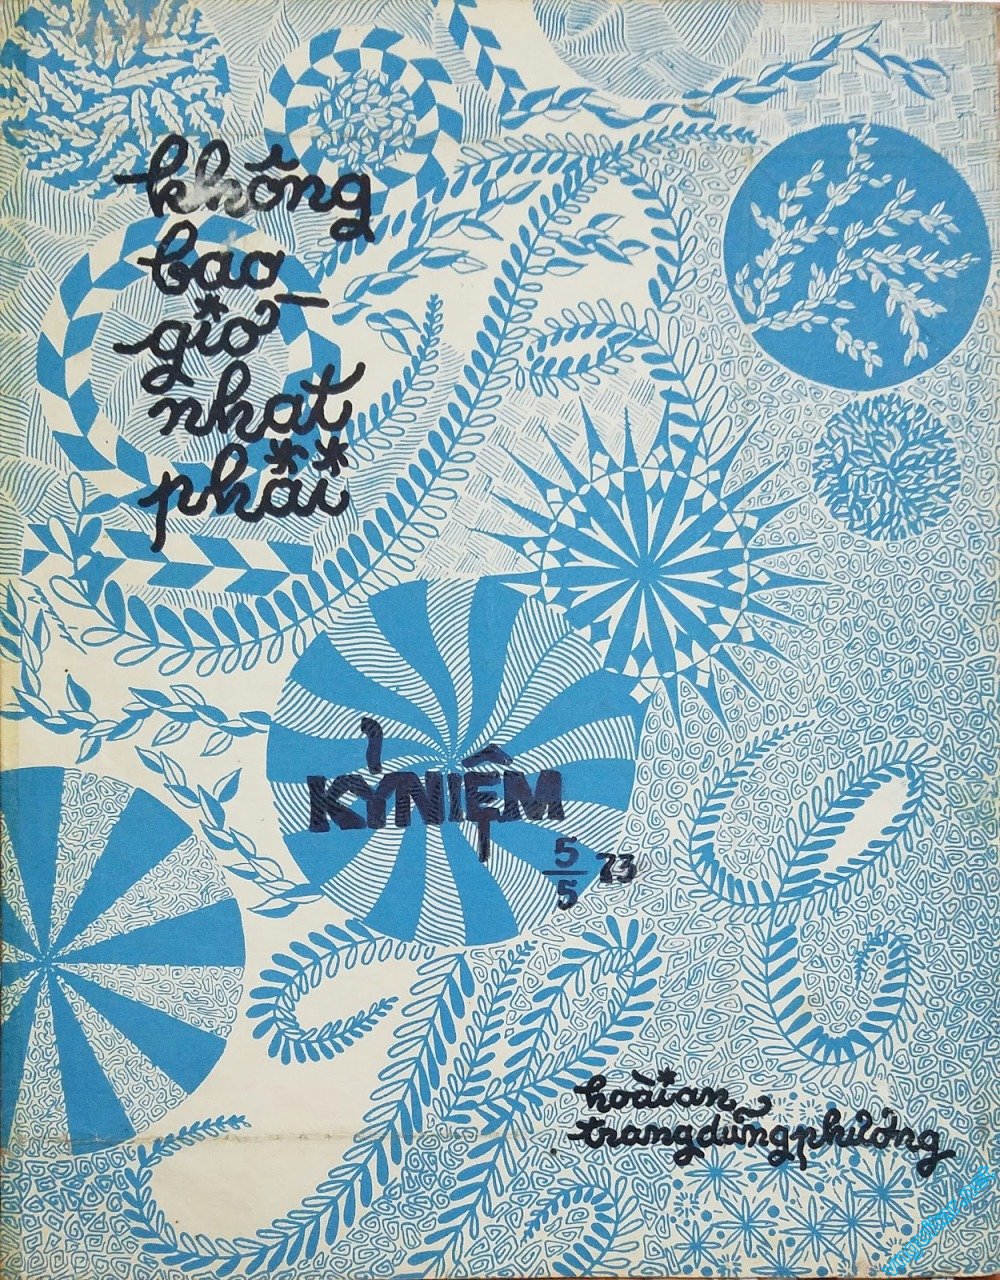 không
bao
giờ
nhạt
phai
KỶ NIỆM
5/5 73
hoài an
trang dũng phương